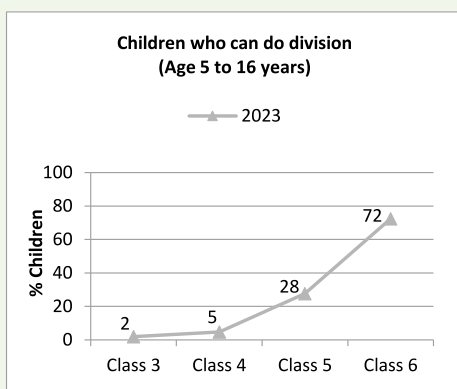 Children who can do division
(Age 5 to 16 years)
2023
% Children
100
80
60
40
20
0
2
5
28
72
Class 3
Class 4
Class 5
Class 6